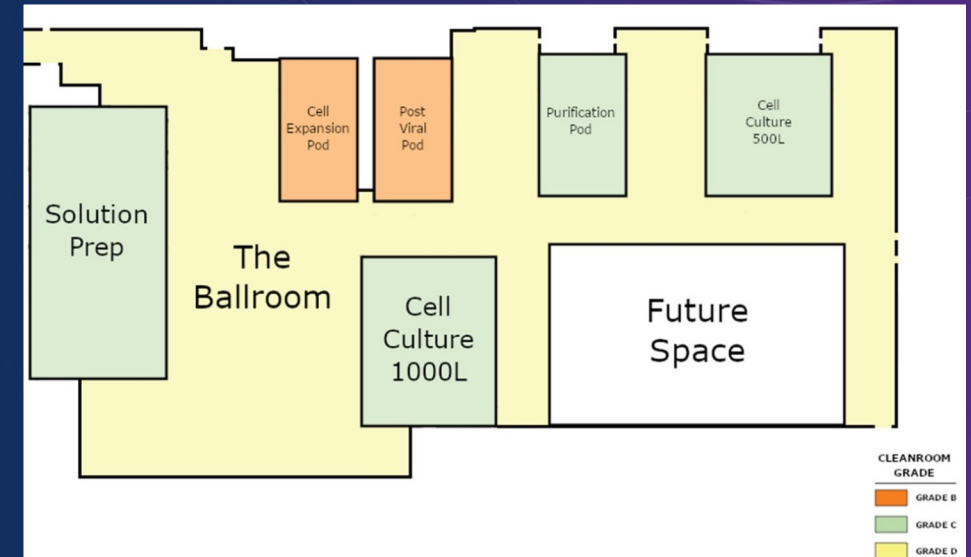 Cell
Expansion
Pod
Post
Viral
Pod
Purification
Pod
Cell
Culture
500L
Solution
Prep
The
Ballroom
Cell
Culture
1000L
Future
Space
CLEANROOM
GRADE
GRADE B
GRADE C
GRADE D